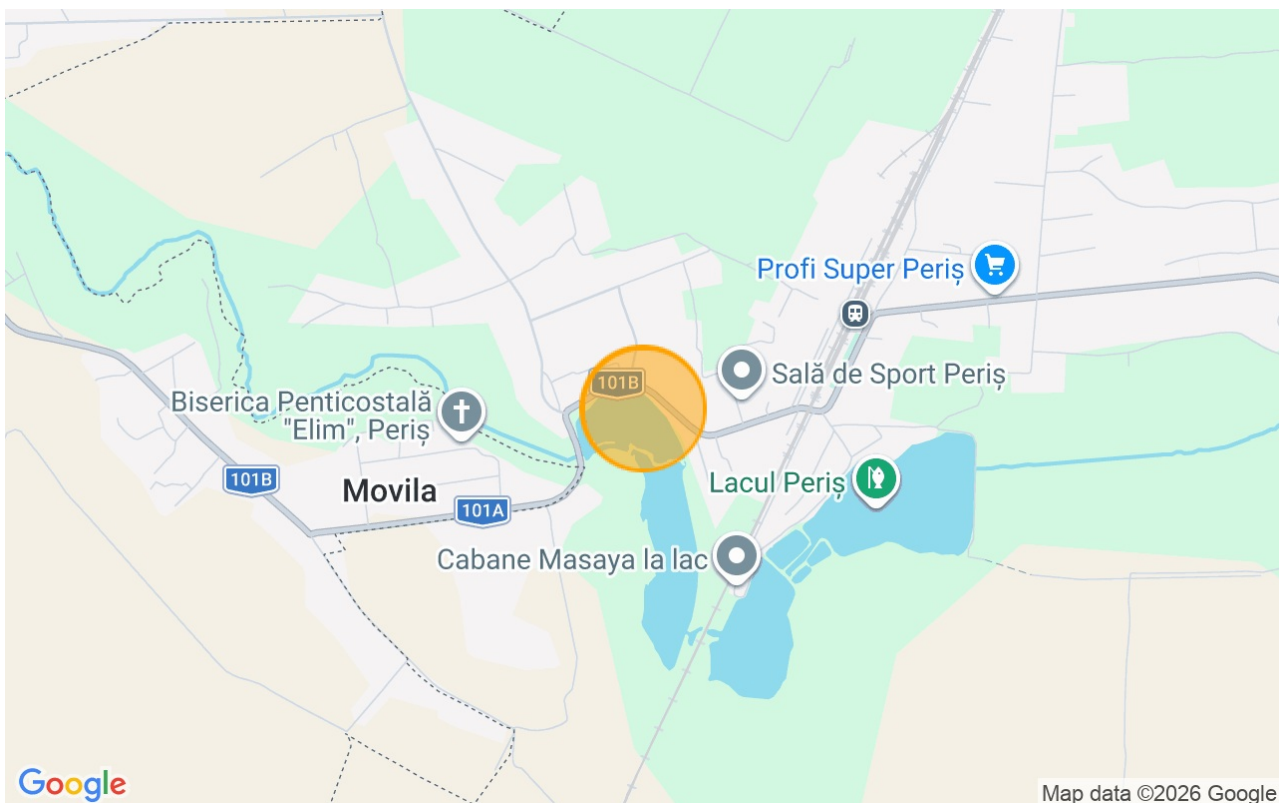 Profi Super Periș
101B
Sală de Sport Periș
Biserica Penticostală
"Elim", Periș
101B
Movila
101A
Lacul Periș
Cabane Masaya la lac
Google
Map data ©2026 Google